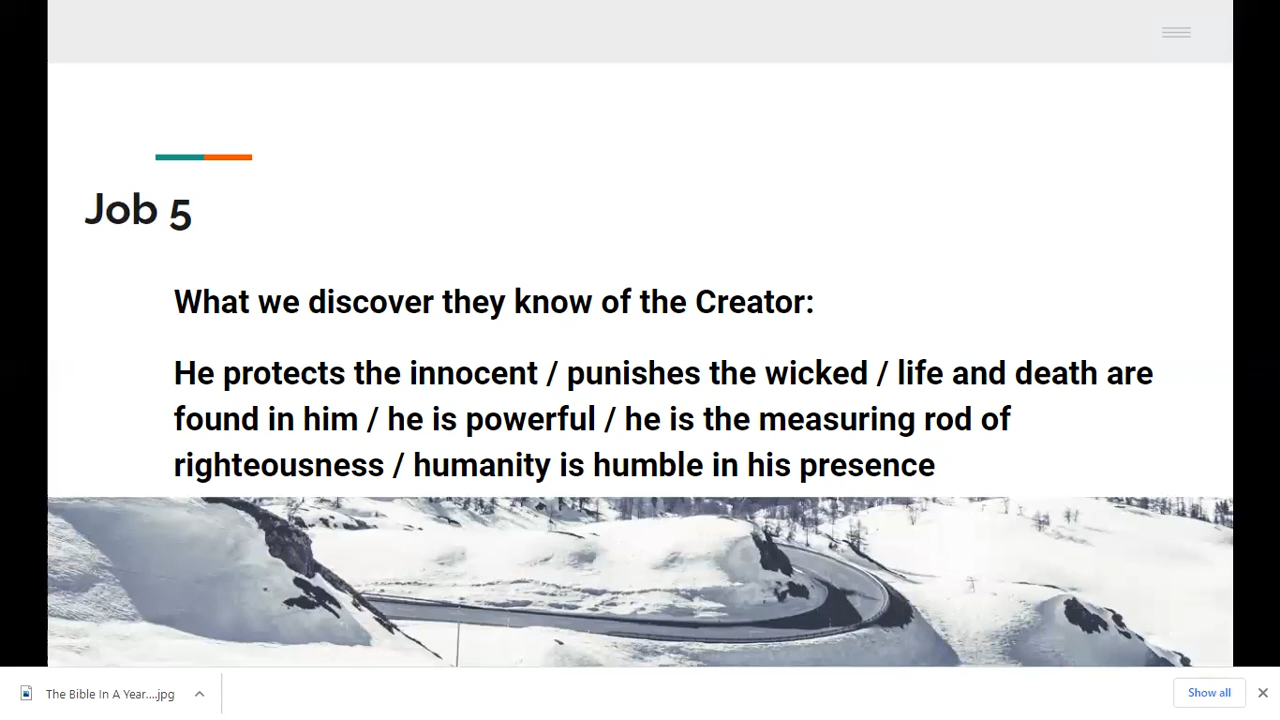 Job 5
What we discover they know of the Creator:
He protects the innocent / punishes the wicked / life and death are
found in him / he is powerful / he is the measuring rod of
righteousness / humanity is humble in his presence
The Bible In A Year....jpg
Show all